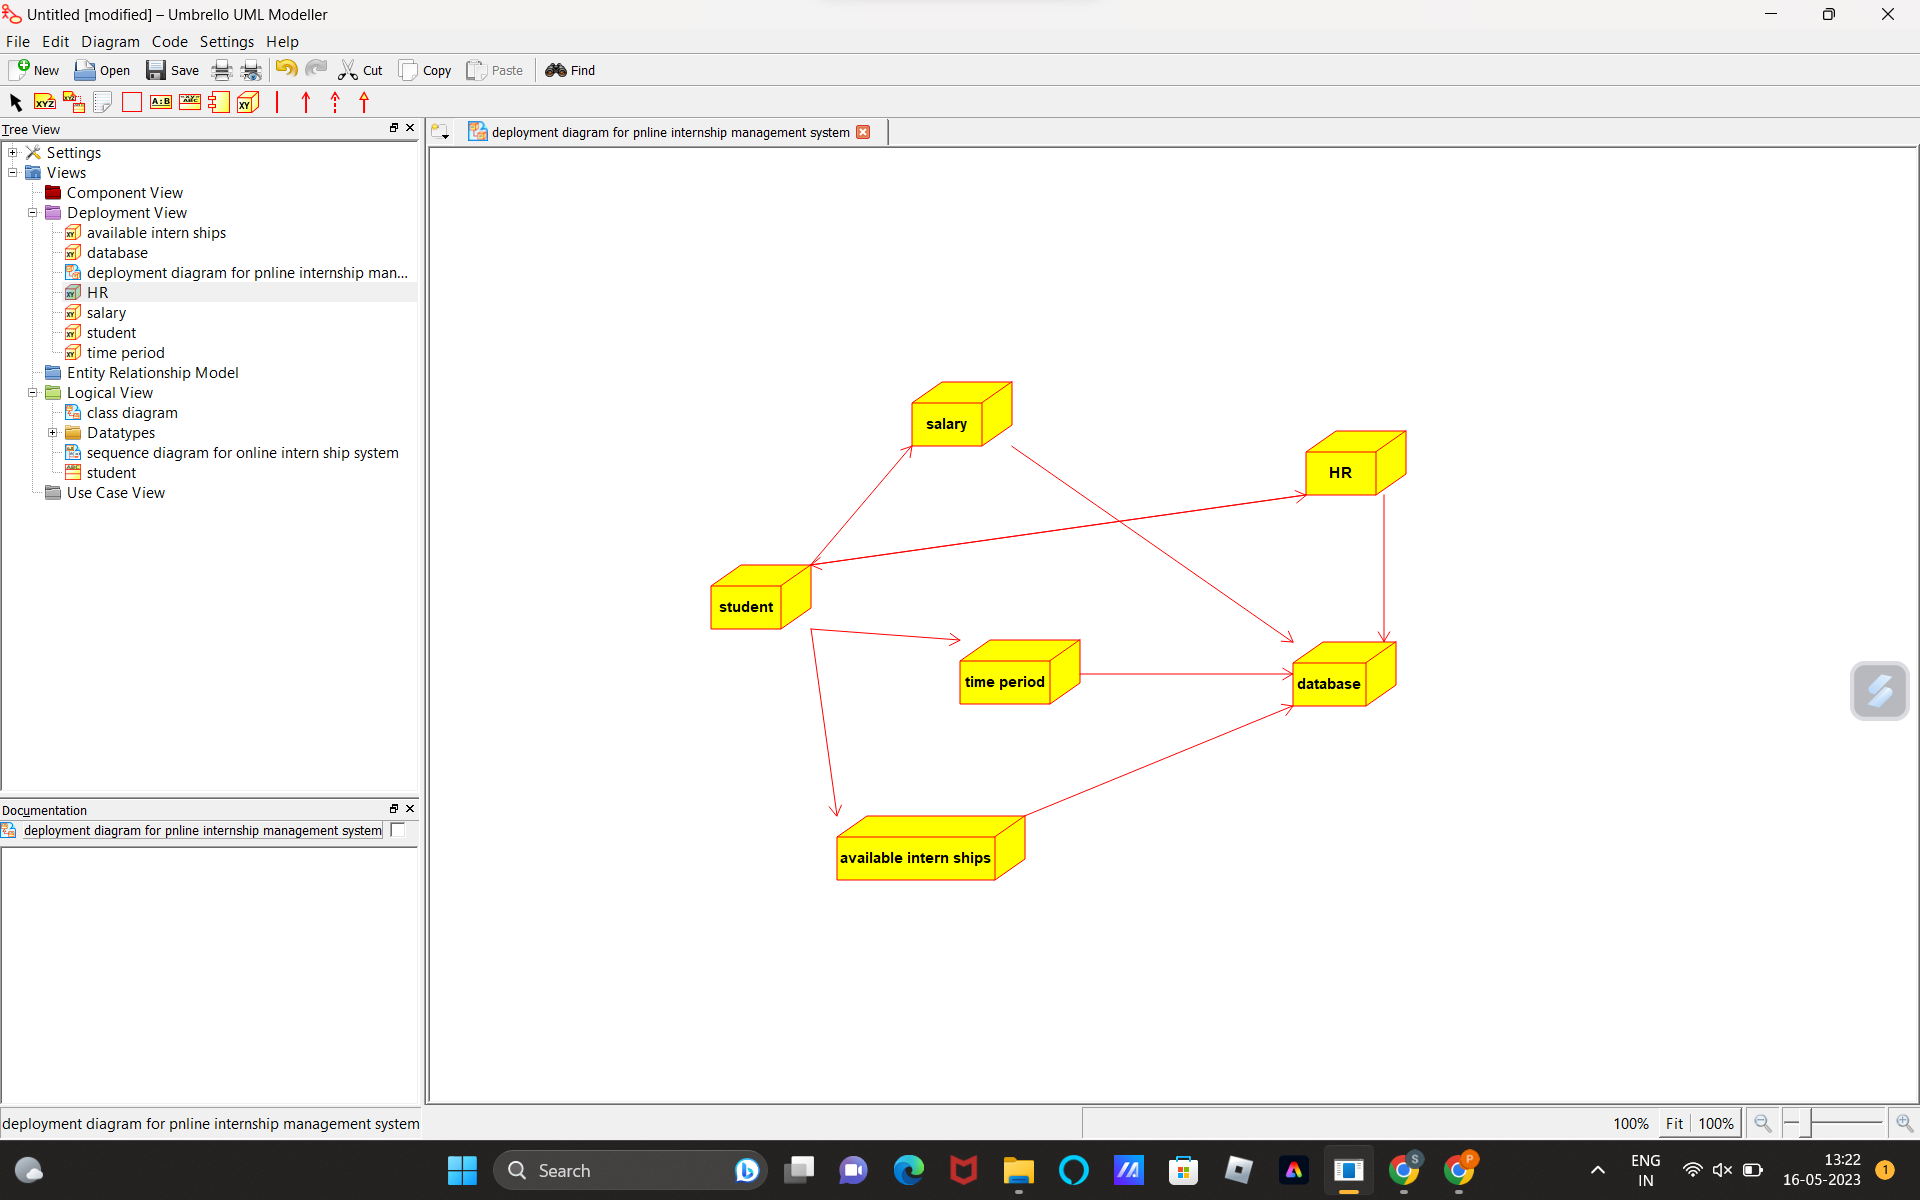 Untitled [modified] – Umbrello UML Modeller
File Edit Diagram Code Settings Help
New Open Save Cut Copy Paste Find
XYZ XYZ A:B ABC XY
Tree View
deployment diagram for pnline internship management system
Settings
Views
Component View
Deployment View
available intern ships
database
deployment diagram for pnline internship man...
HR
salary
student
time period
Entity Relationship Model
Logical View
class diagram
Datatypes
sequence diagram for online intern ship system
student
Use Case View
salary
HR
student
time period
database
available intern ships
Documentation
deployment diagram for pnline internship management system
deployment diagram for pnline internship management system
100% Fit 100%
Search
S
P
ENG
IN
13:22
16-05-2023
1